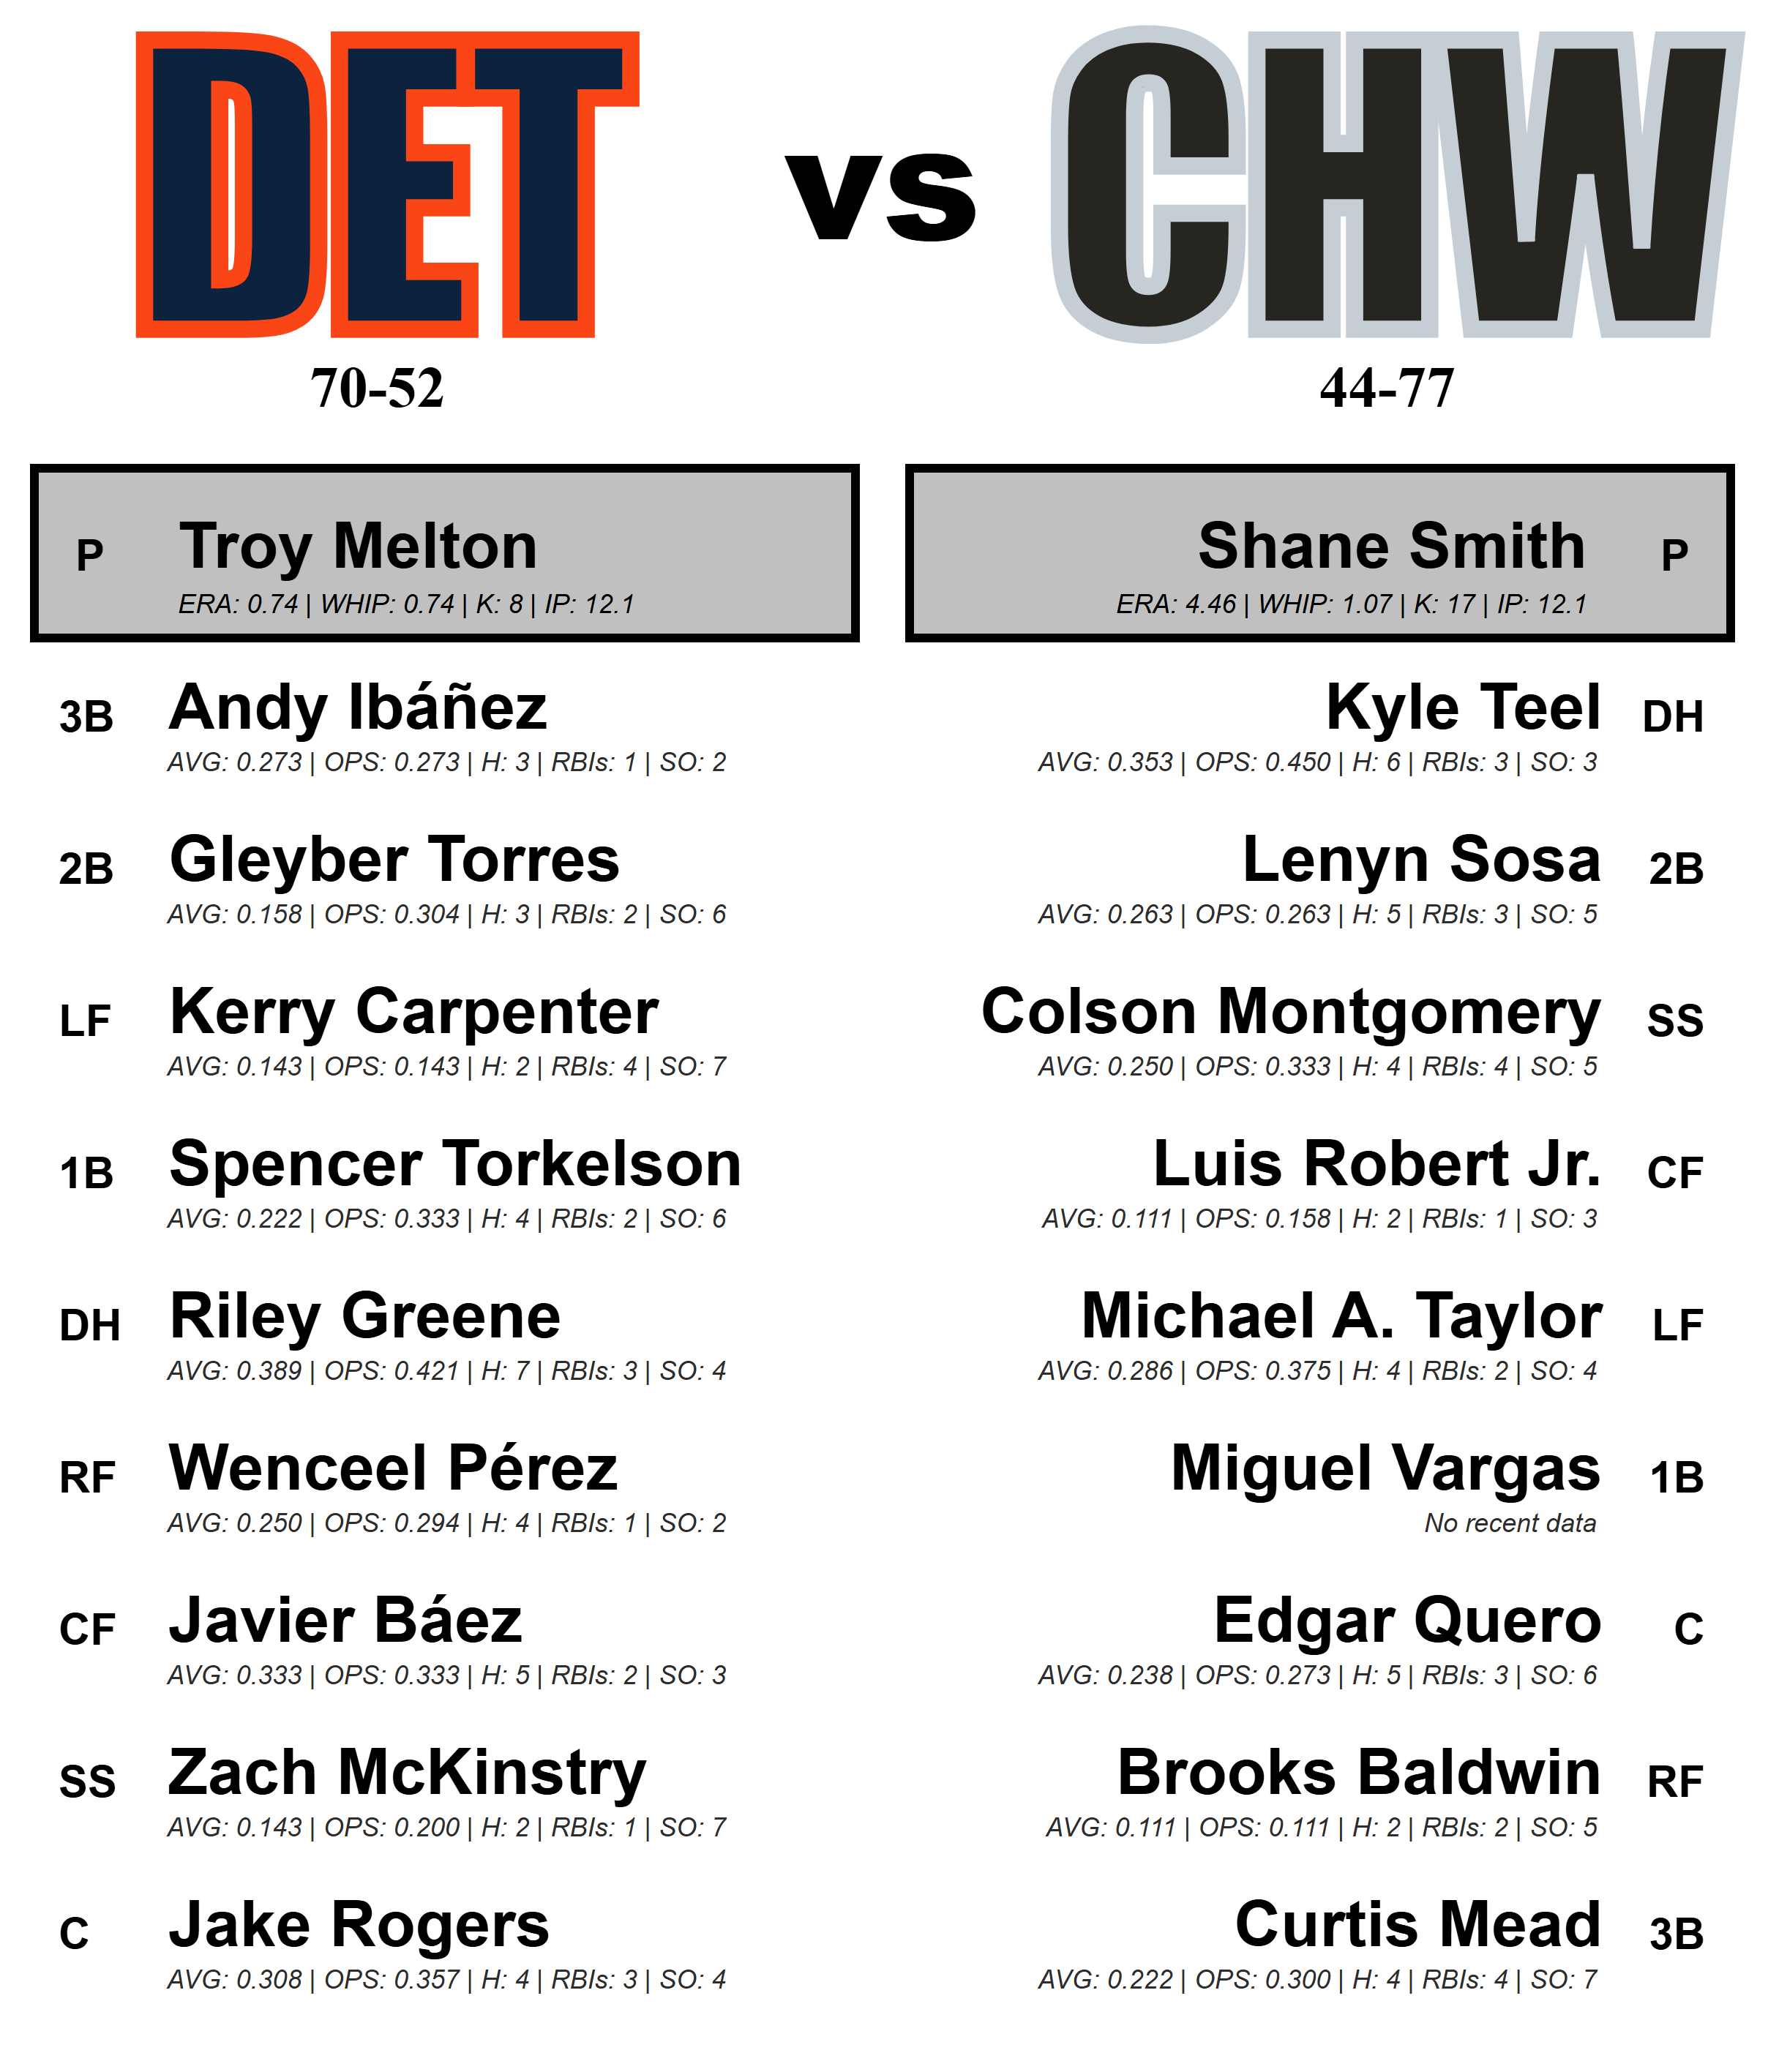 DET vs CHW
70-52
44-77
P Troy Melton
ERA: 0.74 | WHIP: 0.74 | K: 8 | IP: 12.1
Shane Smith P
ERA: 4.46 | WHIP: 1.07 | K: 17 | IP: 12.1
3B Andy Ibáñez
AVG: 0.273 | OPS: 0.273 | H: 3 | RBIs: 1 | SO: 2
2B Gleyber Torres
AVG: 0.158 | OPS: 0.304 | H: 3 | RBIs: 2 | SO: 6
LF Kerry Carpenter
AVG: 0.143 | OPS: 0.143 | H: 2 | RBIs: 4 | SO: 7
1B Spencer Torkelson
AVG: 0.222 | OPS: 0.333 | H: 4 | RBIs: 2 | SO: 6
DH Riley Greene
AVG: 0.389 | OPS: 0.421 | H: 7 | RBIs: 3 | SO: 4
RF Wenceel Pérez
AVG: 0.250 | OPS: 0.294 | H: 4 | RBIs: 1 | SO: 2
CF Javier Báez
AVG: 0.333 | OPS: 0.333 | H: 5 | RBIs: 2 | SO: 3
SS Zach McKinstry
AVG: 0.143 | OPS: 0.200 | H: 2 | RBIs: 1 | SO: 7
C Jake Rogers
AVG: 0.308 | OPS: 0.357 | H: 4 | RBIs: 3 | SO: 4
Kyle Teel DH
AVG: 0.353 | OPS: 0.450 | H: 6 | RBIs: 3 | SO: 3
Lenyn Sosa 2B
AVG: 0.263 | OPS: 0.263 | H: 5 | RBIs: 3 | SO: 5
Colson Montgomery SS
AVG: 0.250 | OPS: 0.333 | H: 4 | RBIs: 4 | SO: 5
Luis Robert Jr. CF
AVG: 0.111 | OPS: 0.158 | H: 2 | RBIs: 1 | SO: 3
Michael A. Taylor LF
AVG: 0.286 | OPS: 0.375 | H: 4 | RBIs: 2 | SO: 4
Miguel Vargas 1B
No recent data
Edgar Quero C
AVG: 0.238 | OPS: 0.273 | H: 5 | RBIs: 3 | SO: 6
Brooks Baldwin RF
AVG: 0.111 | OPS: 0.111 | H: 2 | RBIs: 2 | SO: 5
Curtis Mead 3B
AVG: 0.222 | OPS: 0.300 | H: 4 | RBIs: 4 | SO: 7